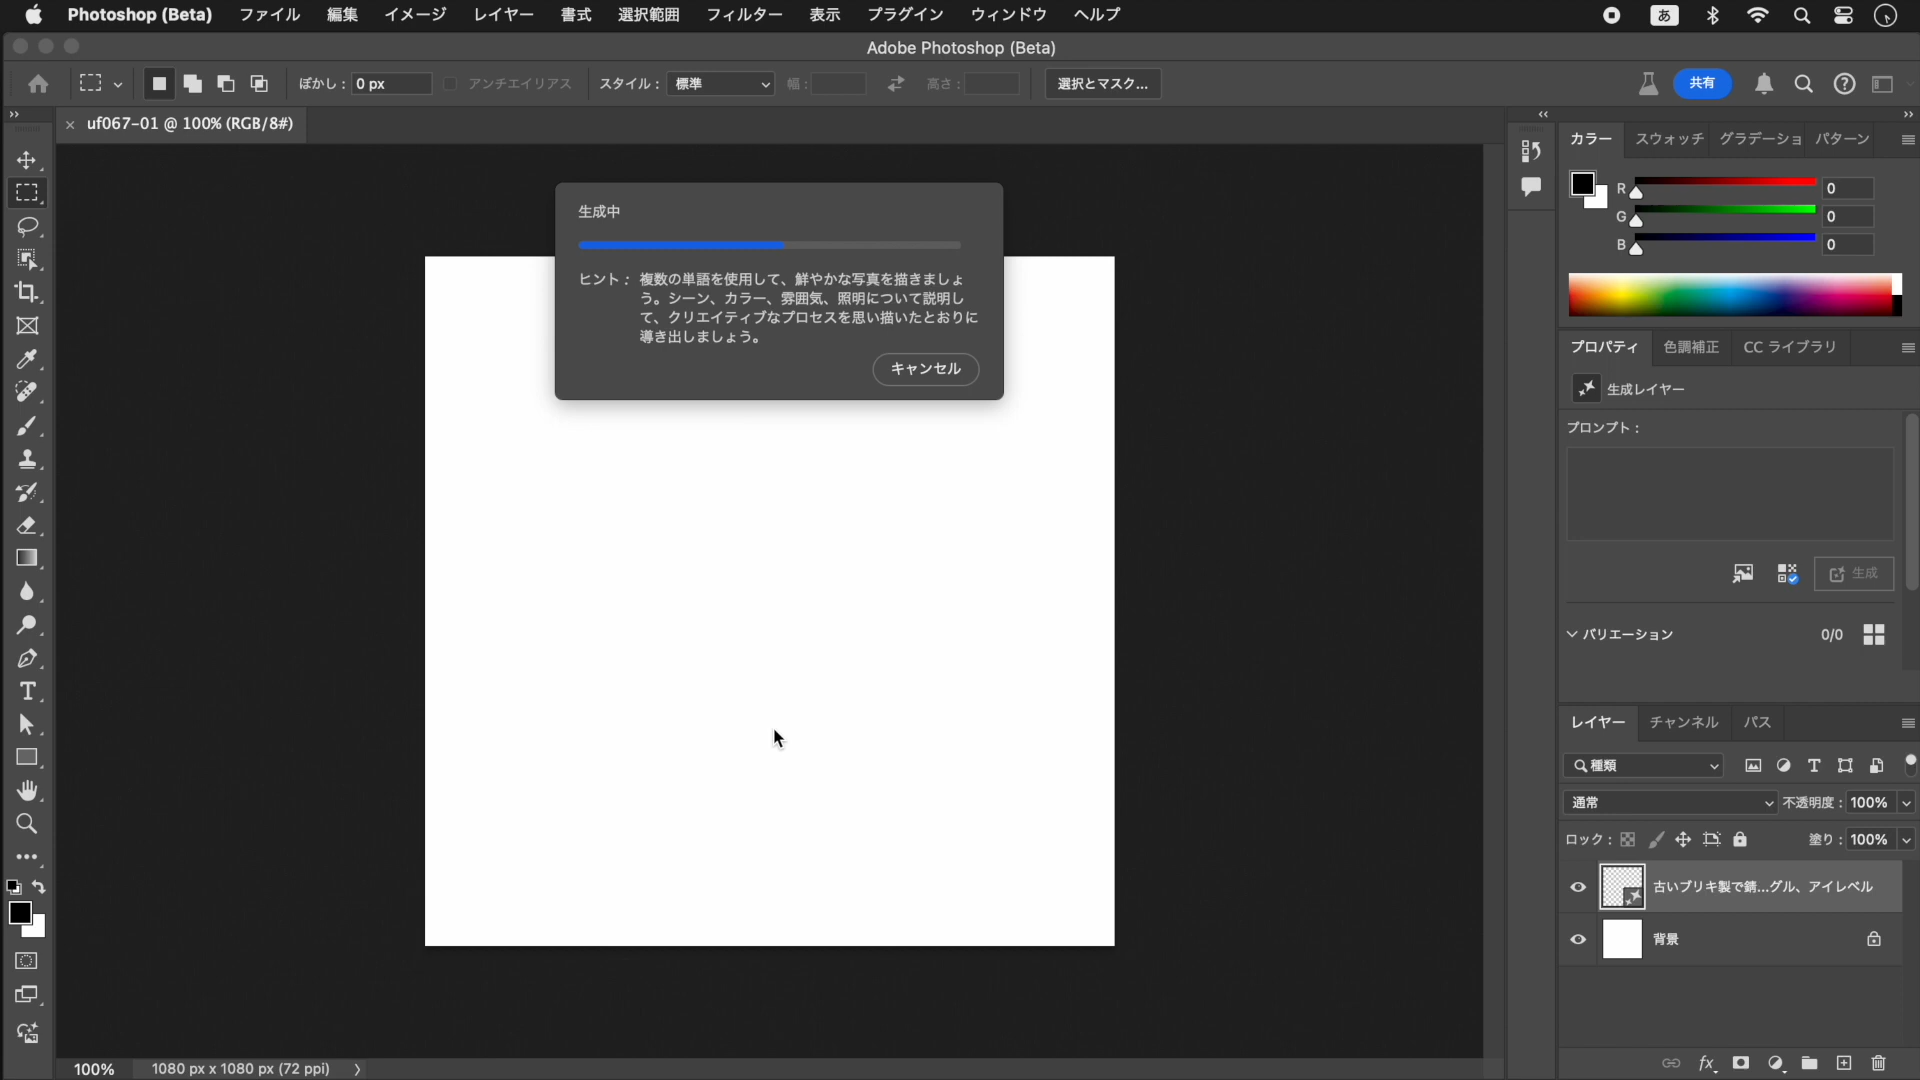 Photoshop (Beta) ファイル 編集 イメージ レイヤー 書式 選択範囲 フィルター 表示 プラグイン ウィンドウ ヘルプ あ
Adobe Photoshop (Beta)
ぼかし： 0 px アンチエイリアス スタイル： 標準 幅： 高さ： 選択とマスク... 共有
× uf067-01 @ 100% (RGB/8#)
生成中
ヒント： 複数の単語を使用して、鮮やかな写真を描きましょ
う。シーン、カラー、雰囲気、照明について説明し
て、クリエイティブなプロセスを思い描いたとおりに
導き出しましょう。
キャンセル
カラー スウォッチ グラデーショ パターン
R 0
G 0
B 0
プロパティ 色調補正 CC ライブラリ
生成レイヤー
プロンプト：
生成
バリエーション 0/0
レイヤー チャンネル パス
種類
通常 不透明度： 100%
ロック： 塗り： 100%
古いブリキ製で錆...グル、アイレベル
背景
fx
100% 1080 px x 1080 px (72 ppi)